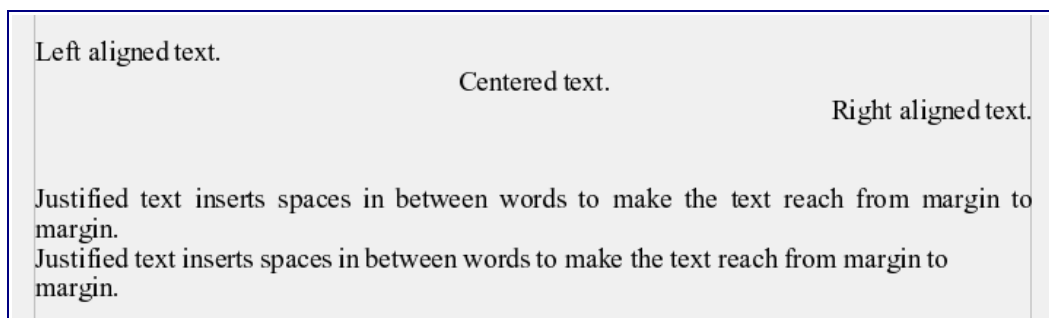 Left aligned text.
Centered text.
Right aligned text.
Justified text inserts spaces in between words to make the text reach from margin to
margin.
Justified text inserts spaces in between words to make the text reach from margin to
margin.